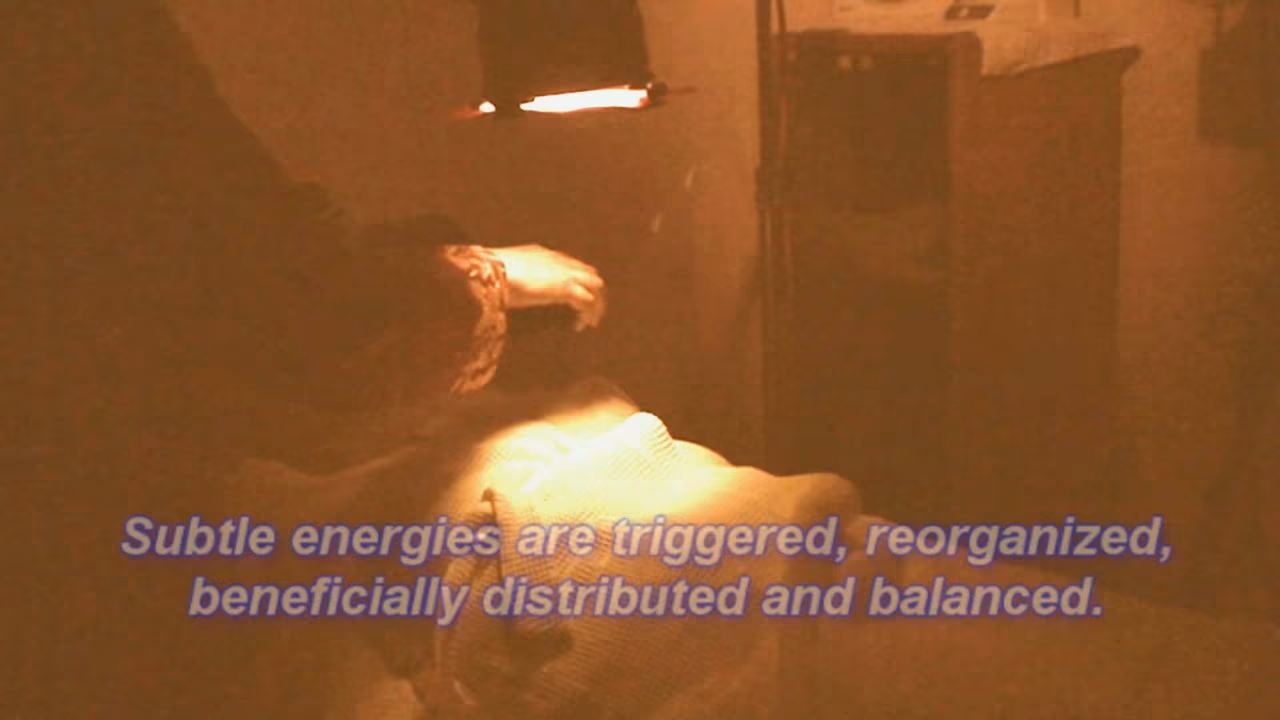 Subtle energies are triggered, reorganized,
beneficially distributed and balanced.